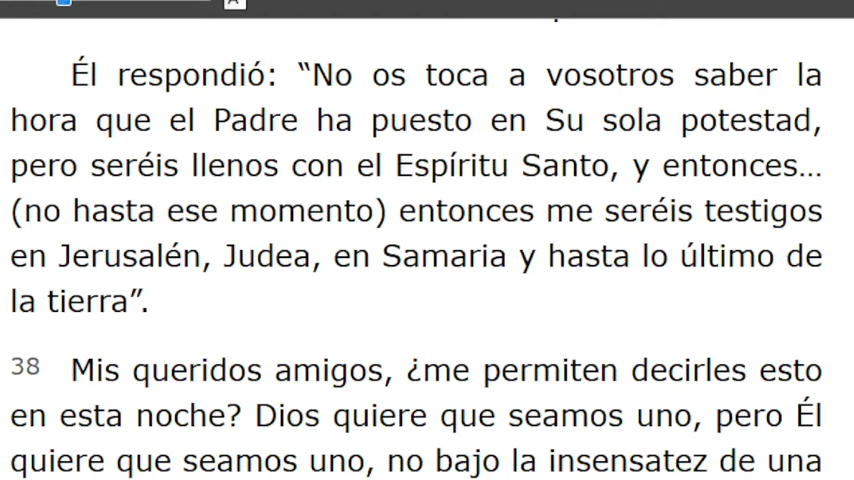 Él respondió: “No os toca a vosotros saber la
hora que el Padre ha puesto en Su sola potestad,
pero seréis llenos con el Espíritu Santo, y entonces…
(no hasta ese momento) entonces me seréis testigos
en Jerusalén, Judea, en Samaria y hasta lo último de
la tierra”.
38 Mis queridos amigos, ¿me permiten decirles esto
en esta noche? Dios quiere que seamos uno, pero Él
quiere que seamos uno, no bajo la insensatez de una